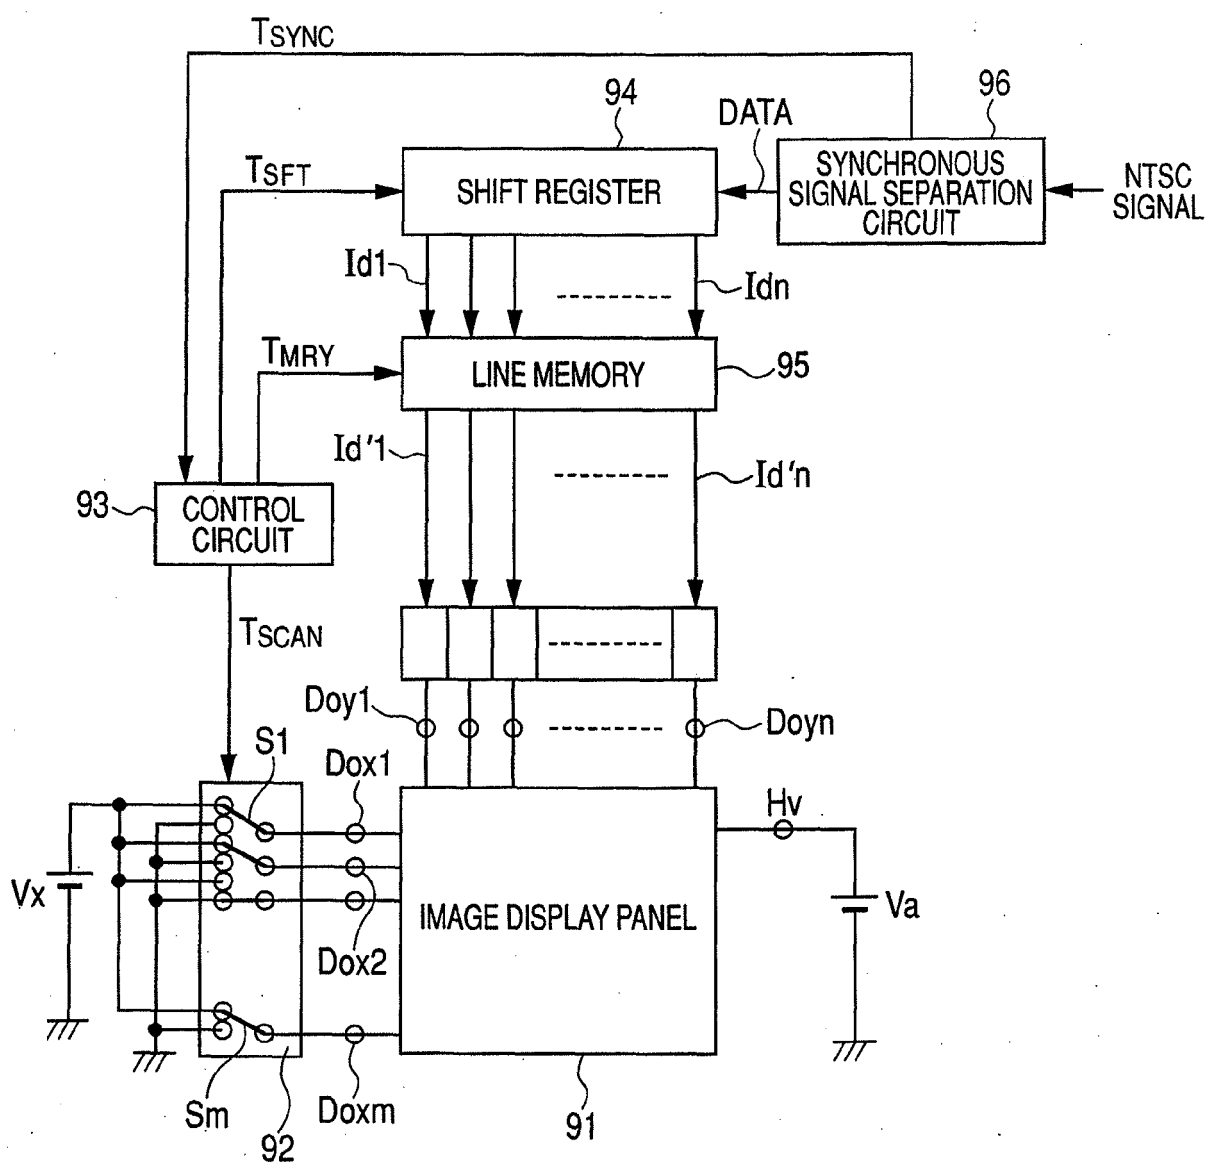 TSYNC
94
DATA
96
TSFT
SHIFT REGISTER
SYNCHRONOUS
SIGNAL SEPARATION
CIRCUIT
NTSC
SIGNAL
Id1
Idn
TMRY
LINE MEMORY
95
Id'1
Id'n
93
CONTROL
CIRCUIT
TSCAN
Doy1
Doyn
S1
Dox1
Hv
Vx
IMAGE DISPLAY PANEL
Va
Dox2
Sm
92
Doxm
91